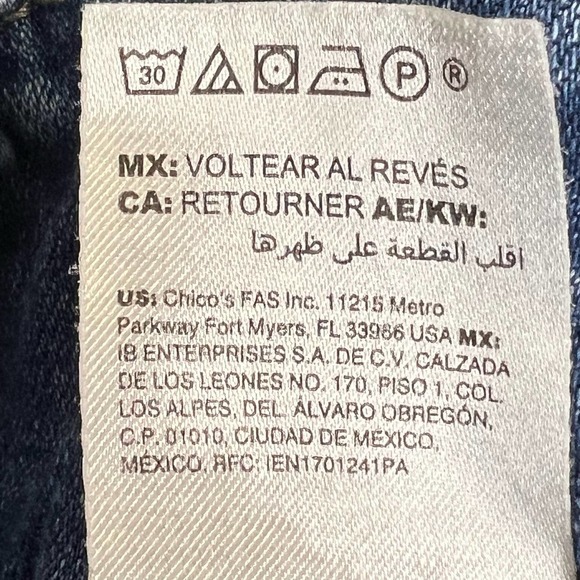 30 P ®
MX: VOLTEAR AL REVÉS
CA: RETOURNER AE/KW:
اقلب القطعة على ظهرها
US: Chico's FAS Inc. 11215 Metro
Parkway Fort Myers, FL 33966 USA MX:
IB ENTERPRISES S.A. DE C.V. CALZADA
DE LOS LEONES NO. 170, PISO 1, COL.
LOS ALPES, DEL. ÁLVARO OBREGÓN,
C.P. 01010, CIUDAD DE MÉXICO,
MÉXICO. RFC: IEN1701241PA